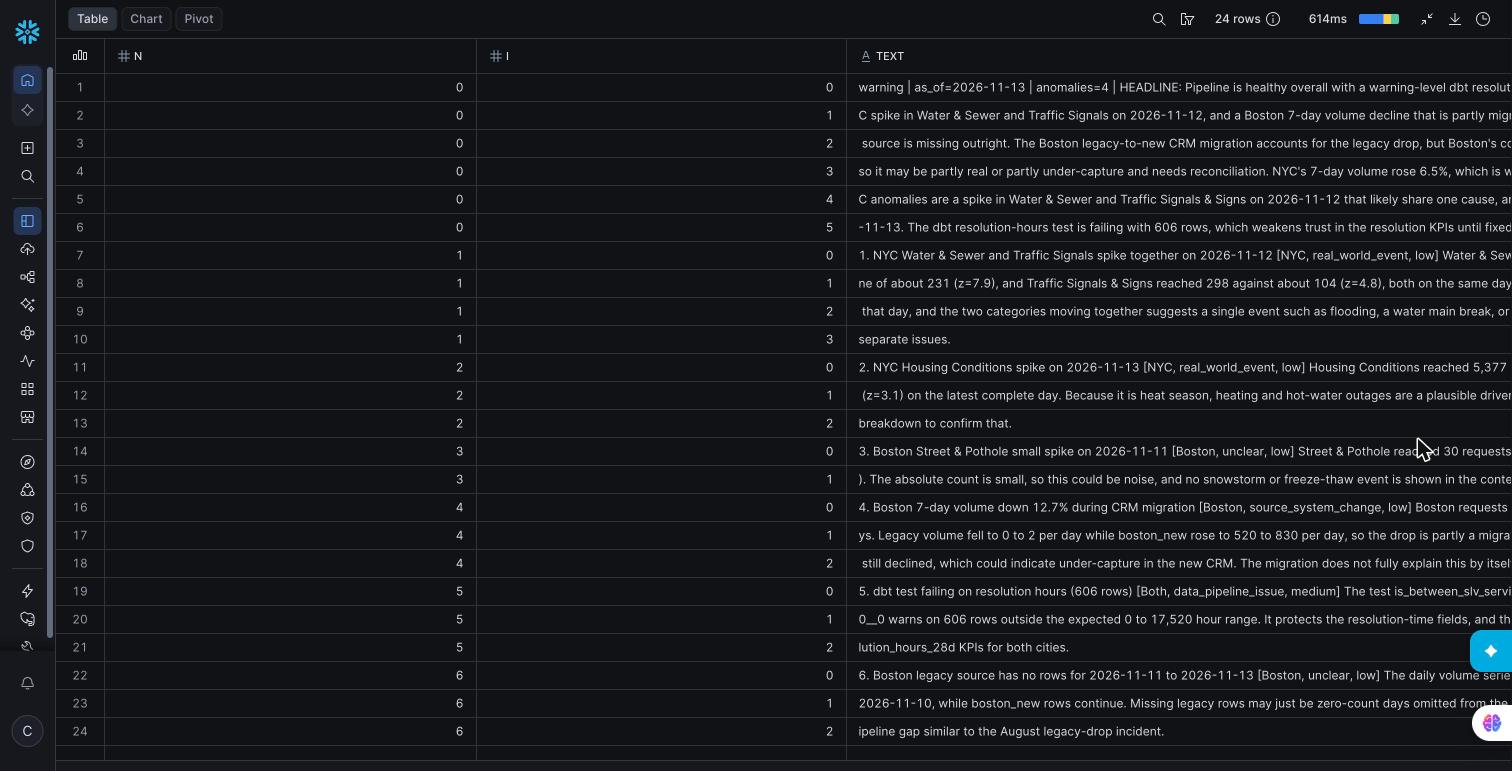 Table Chart Pivot 24 rows 614ms
N I A TEXT
1 0 0 warning | as_of=2026-11-13 | anomalies=4 | HEADLINE: Pipeline is healthy overall with a warning-level dbt resolut
2 0 1 C spike in Water & Sewer and Traffic Signals on 2026-11-12, and a Boston 7-day volume decline that is partly migr
3 0 2 source is missing outright. The Boston legacy-to-new CRM migration accounts for the legacy drop, but Boston's co
4 0 3 so it may be partly real or partly under-capture and needs reconciliation. NYC's 7-day volume rose 6.5%, which is w
5 0 4 C anomalies are a spike in Water & Sewer and Traffic Signals & Signs on 2026-11-12 that likely share one cause, ar
6 0 5 -11-13. The dbt resolution-hours test is failing with 606 rows, which weakens trust in the resolution KPIs until fixed
7 1 0 1. NYC Water & Sewer and Traffic Signals spike together on 2026-11-12 [NYC, real_world_event, low] Water & Sew
8 1 1 ne of about 231 (z=7.9), and Traffic Signals & Signs reached 298 against about 104 (z=4.8), both on the same day
9 1 2 that day, and the two categories moving together suggests a single event such as flooding, a water main break, or
10 1 3 separate issues.
11 2 0 2. NYC Housing Conditions spike on 2026-11-13 [NYC, real_world_event, low] Housing Conditions reached 5,377
12 2 1 (z=3.1) on the latest complete day. Because it is heat season, heating and hot-water outages are a plausible driver
13 2 2 breakdown to confirm that.
14 3 0 3. Boston Street & Pothole small spike on 2026-11-11 [Boston, unclear, low] Street & Pothole reac d 30 requests
15 3 1 ). The absolute count is small, so this could be noise, and no snowstorm or freeze-thaw event is shown in the conte
16 4 0 4. Boston 7-day volume down 12.7% during CRM migration [Boston, source_system_change, low] Boston requests
17 4 1 ys. Legacy volume fell to 0 to 2 per day while boston_new rose to 520 to 830 per day, so the drop is partly a migra
18 4 2 still declined, which could indicate under-capture in the new CRM. The migration does not fully explain this by itsel
19 5 0 5. dbt test failing on resolution hours (606 rows) [Both, data_pipeline_issue, medium] The test is_between_slv_servi
20 5 1 0__0 warns on 606 rows outside the expected 0 to 17,520 hour range. It protects the resolution-time fields, and th
21 5 2 lution_hours_28d KPIs for both cities.
22 6 0 6. Boston legacy source has no rows for 2026-11-11 to 2026-11-13 [Boston, unclear, low] The daily volume serie
23 6 1 2026-11-10, while boston_new rows continue. Missing legacy rows may just be zero-count days omitted from the
24 6 2 ipeline gap similar to the August legacy-drop incident.
C